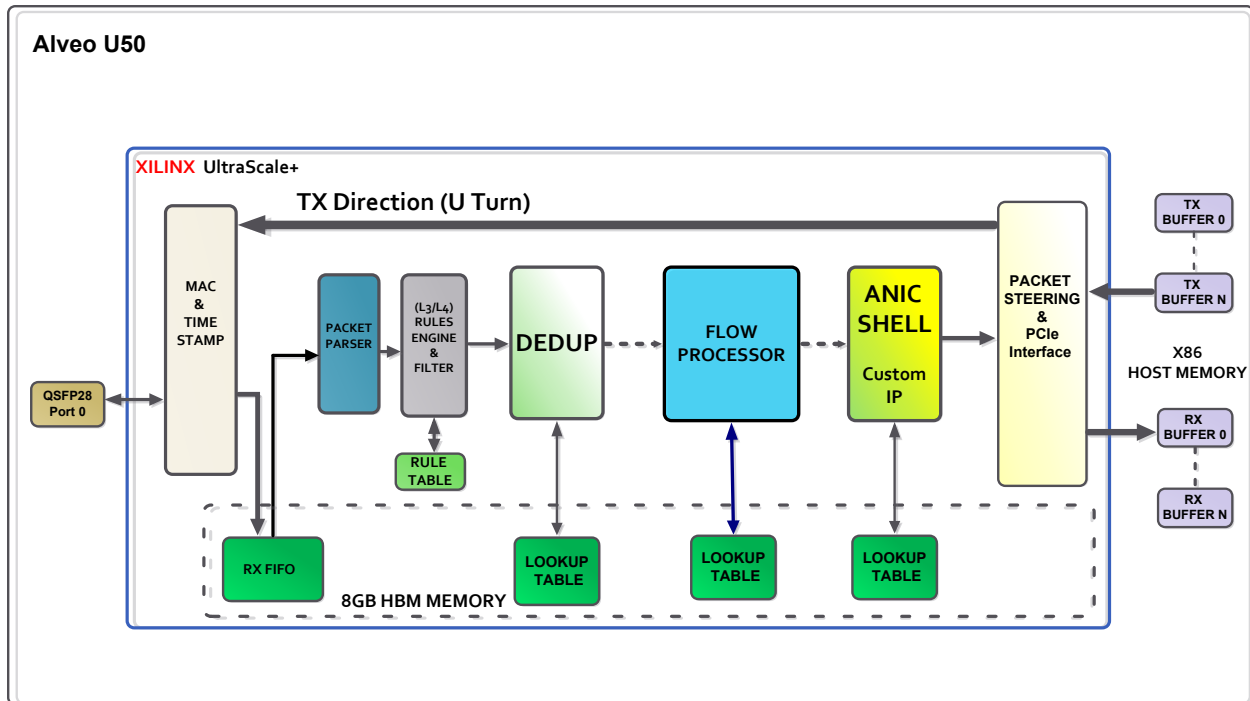 Alveo U50
XILINX UltraScale+
TX Direction (U Turn)
MAC
&
TIME
STAMP
PACKET
PARSER
(L3/L4)
RULES
ENGINE
&
FILTER
DEDUP
FLOW
PROCESSOR
ANIC
SHELL
Custom
IP
PACKET
STEERING
&
PCIe
Interface
TX
BUFFER 0
TX
BUFFER N
X86
HOST MEMORY
RX
BUFFER 0
RX
BUFFER N
QSFP28
Port 0
RULE
TABLE
RX FIFO
LOOKUP
TABLE
LOOKUP
TABLE
LOOKUP
TABLE
8GB HBM MEMORY